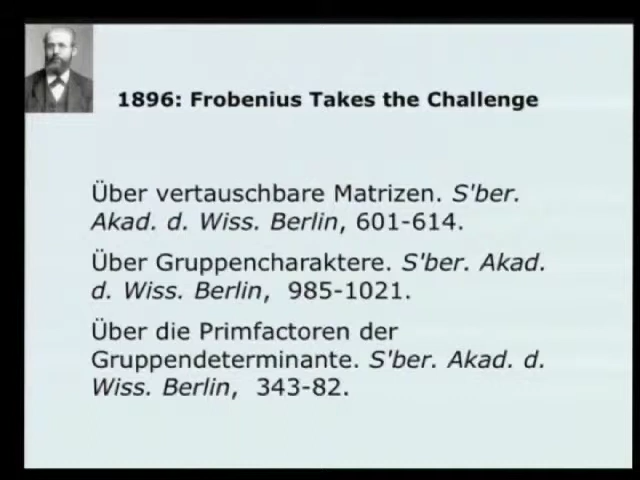 1896: Frobenius Takes the Challenge
Über vertauschbare Matrizen. S'ber.
Akad. d. Wiss. Berlin, 601-614.
Über Gruppencharaktere. S'ber. Akad.
d. Wiss. Berlin, 985-1021.
Über die Primfactoren der
Gruppendeterminante. S'ber. Akad. d.
Wiss. Berlin, 343-82.